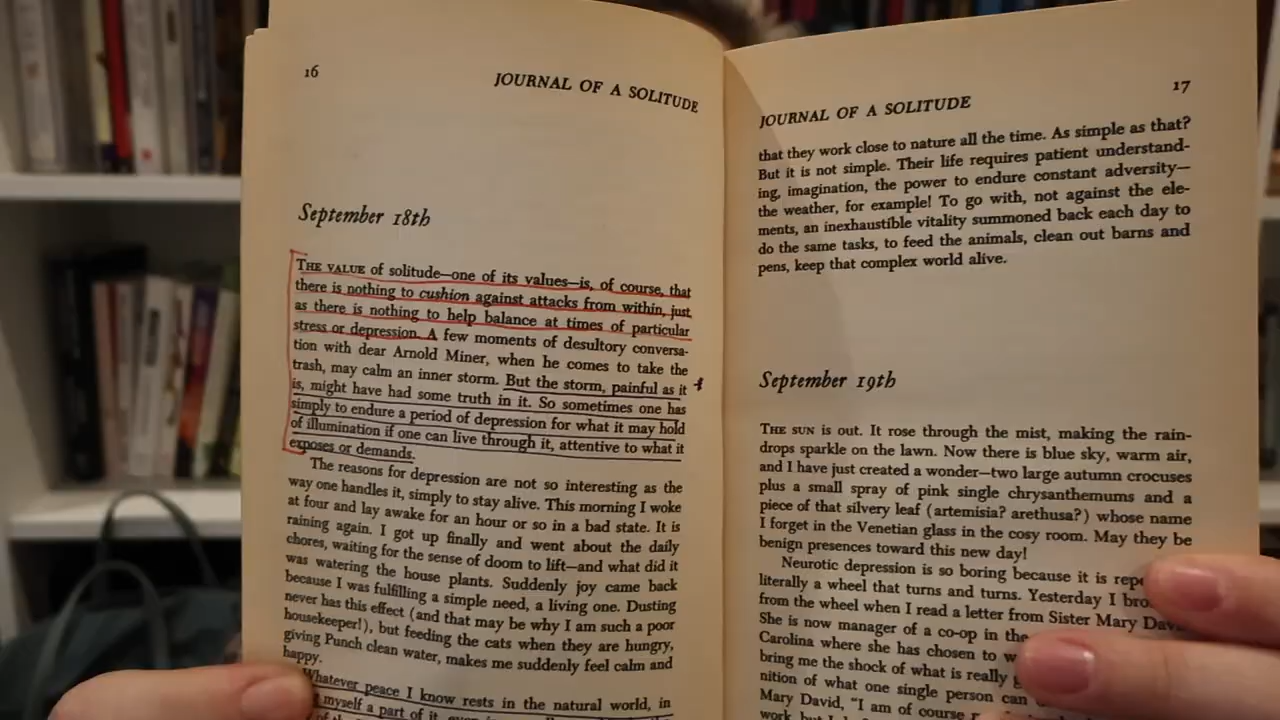 16
JOURNAL OF A SOLITUDE
September 18th
THE VALUE of solitude—one of its values—is, of course, that
there is nothing to cushion against attacks from within, just
as there is nothing to help balance at times of particular
stress or depression. A few moments of desultory conversa-
tion with dear Arnold Miner, when he comes to take the
trash, may calm an inner storm. But the storm, painful as it
is, might have had some truth in it. So sometimes one has
simply to endure a period of depression for what it may hold
of illumination if one can live through it, attentive to what it
exposes or demands.
The reasons for depression are not so interesting as the
way one handles it, simply to stay alive. This morning I woke
at four and lay awake for an hour or so in a bad state. It is
raining again. I got up finally and went about the daily
chores, waiting for the sense of doom to lift—and what did it
was watering the house plants. Suddenly joy came back
because I was fulfilling a simple need, a living one. Dusting
never has this effect (and that may be why I am such a poor
housekeeper!), but feeding the cats when they are hungry,
giving Punch clean water, makes me suddenly feel calm and
happy.
Whatever peace I know rests in the natural world, in
myself a part of it, even
17
JOURNAL OF A SOLITUDE
that they work close to nature all the time. As simple as that?
But it is not simple. Their life requires patient understand-
ing, imagination, the power to endure constant adversity—
the weather, for example! To go with, not against the ele-
ments, an inexhaustible vitality summoned back each day to
do the same tasks, to feed the animals, clean out barns and
pens, keep that complex world alive.
September 19th
THE SUN is out. It rose through the mist, making the rain-
drops sparkle on the lawn. Now there is blue sky, warm air,
and I have just created a wonder—two large autumn crocuses
plus a small spray of pink single chrysanthemums and a
piece of that silvery leaf (artemisia? arethusa?) whose name
I forget in the Venetian glass in the cosy room. May they be
benign presences toward this new day!
Neurotic depression is so boring because it is repe
literally a wheel that turns and turns. Yesterday I bro
from the wheel when I read a letter from Sister Mary Dav
She is now manager of a co-op in the
Carolina where she has chosen to w
bring me the shock of what is really g
nition of what one single person can
Mary David, "I am of course
work, but I